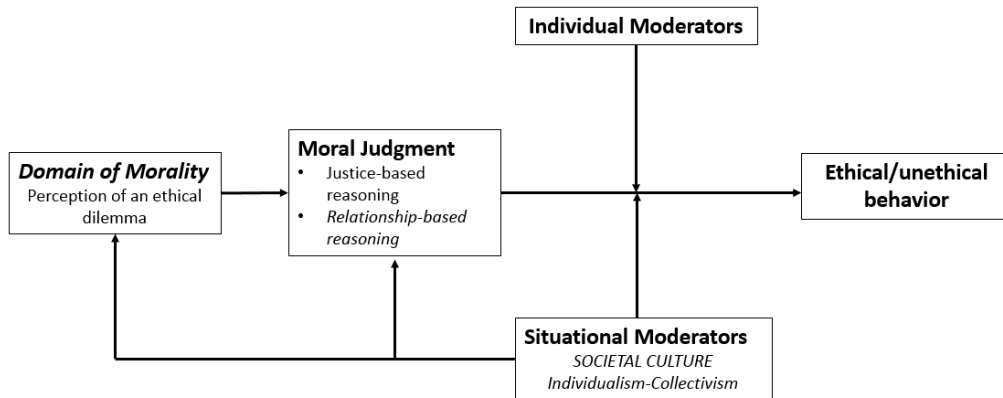 Individual Moderators
Domain of Morality
Perception of an ethical
dilemma
Moral Judgment
• Justice-based
reasoning
• Relationship-based
reasoning
Ethical/unethical
behavior
Situational Moderators
SOCIETAL CULTURE
Individualism-Collectivism